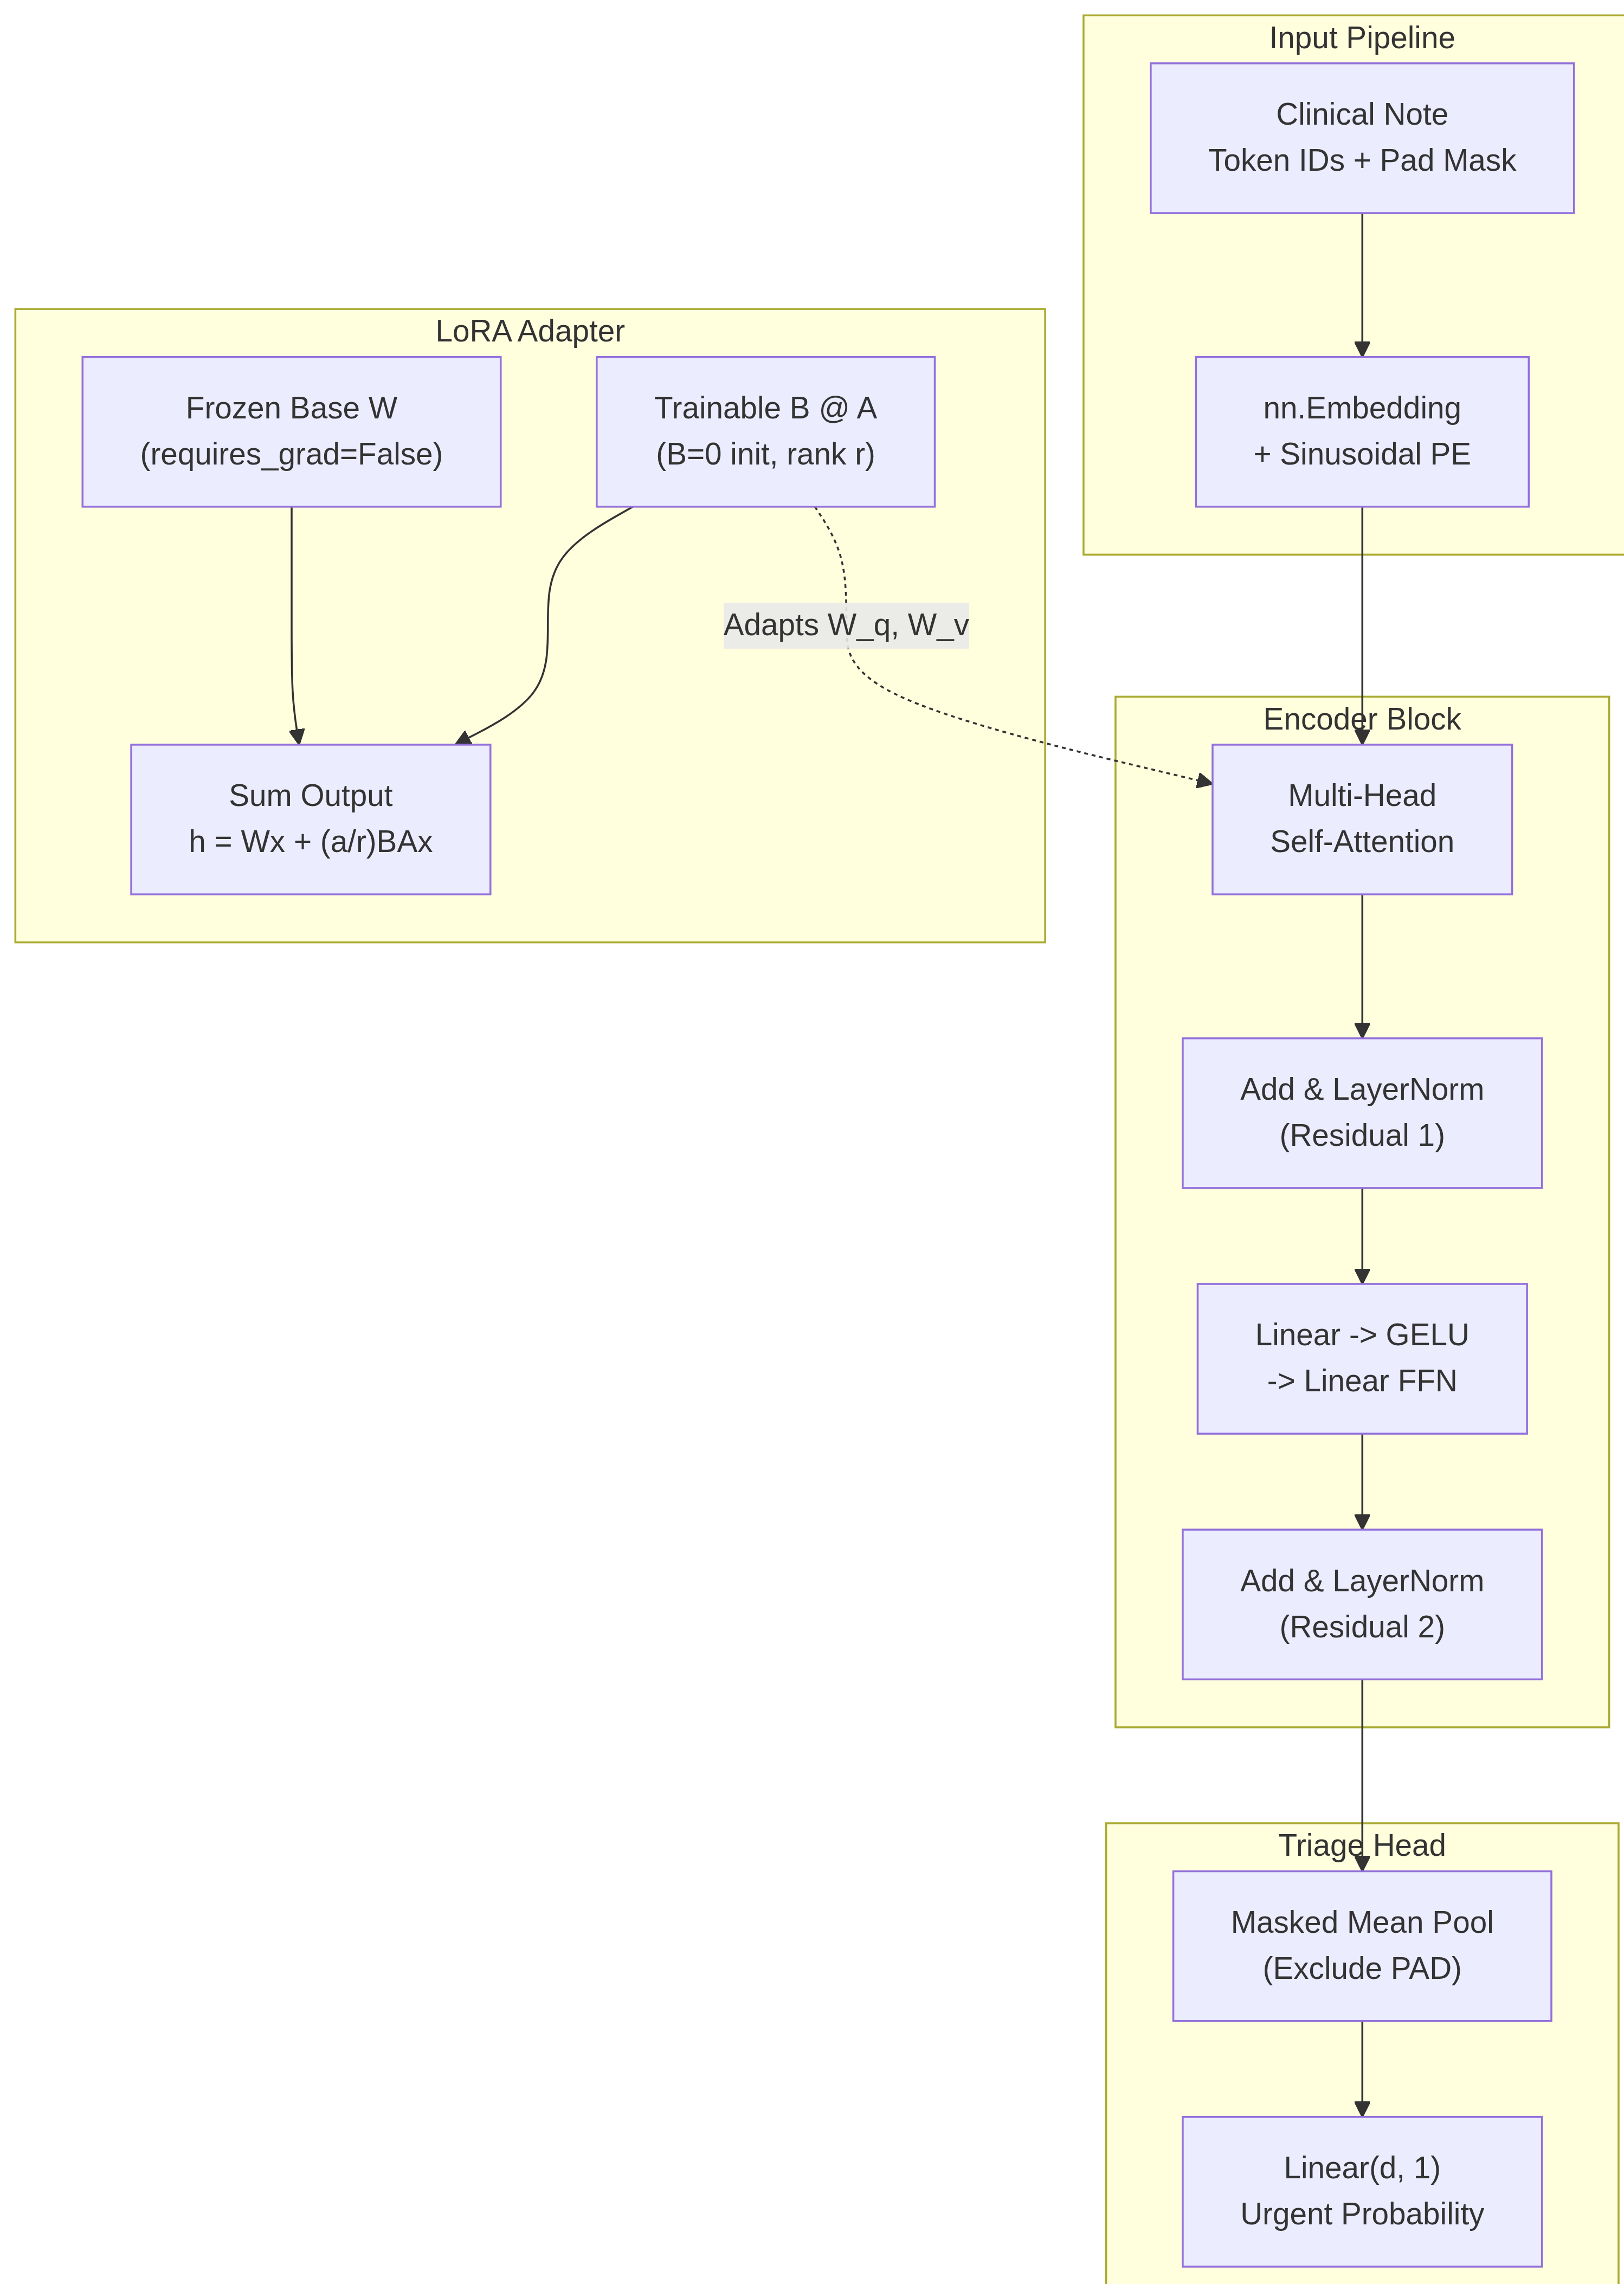 Input Pipeline
Clinical Note
Token IDs + Pad Mask
nn.Embedding
+ Sinusoidal PE
LoRA Adapter
Frozen Base W
(requires_grad=False)
Trainable B @ A
(B=0 init, rank r)
Adapts W_q, W_v
Sum Output
h = Wx + (a/r)BAx
Encoder Block
Multi-Head
Self-Attention
Add & LayerNorm
(Residual 1)
Linear -> GELU
-> Linear FFN
Add & LayerNorm
(Residual 2)
Triage Head
Masked Mean Pool
(Exclude PAD)
Linear(d, 1)
Urgent Probability